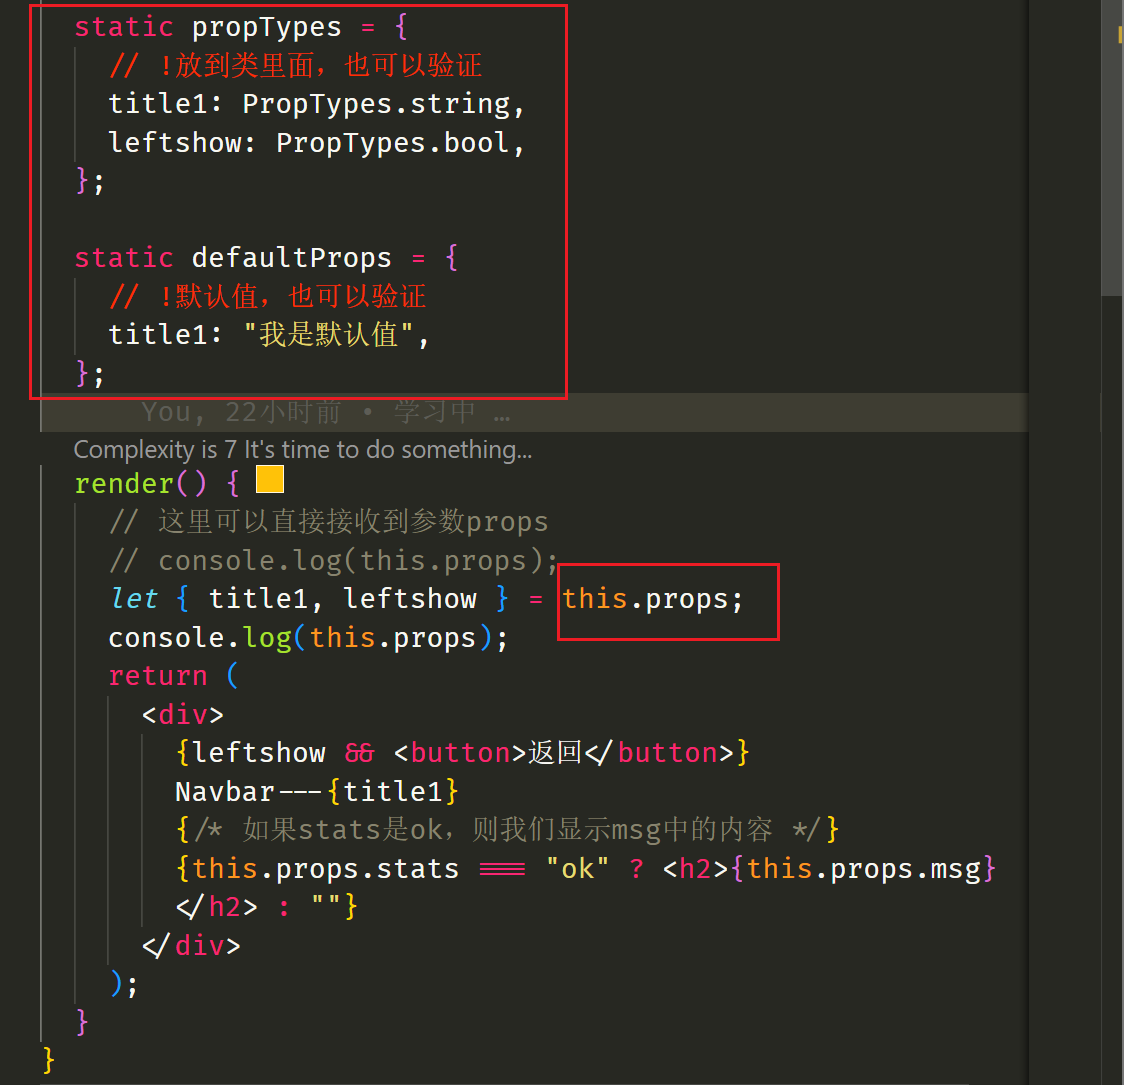 static propTypes = {
// !放到类里面，也可以验证
title1: PropTypes.string,
leftshow: PropTypes.bool,
};
static defaultProps = {
// !默认值，也可以验证
title1: "我是默认值",
};
You, 22小时前 • 学习中 …
Complexity is 7 It's time to do something...
render() {
// 这里可以直接接收到参数props
// console.log(this.props);
let { title1, leftshow } = this.props;
console.log(this.props);
return (
<div>
{leftshow && <button>返回</button>}
Navbar---{title1}
{/* 如果stats是ok，则我们显示msg中的内容 */}
{this.props.stats === "ok" ? <h2>{this.props.msg}
</h2> : ""}
</div>
);
}
}